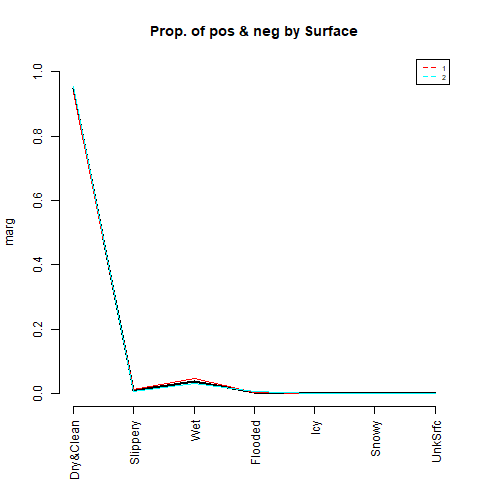 Prop. of pos & neg by Surface
1
2
marg
1.0
0.8
0.6
0.4
0.2
0.0
Dry&Clean
Slippery
Wet
Flooded
Icy
Snowy
UnkSrfc